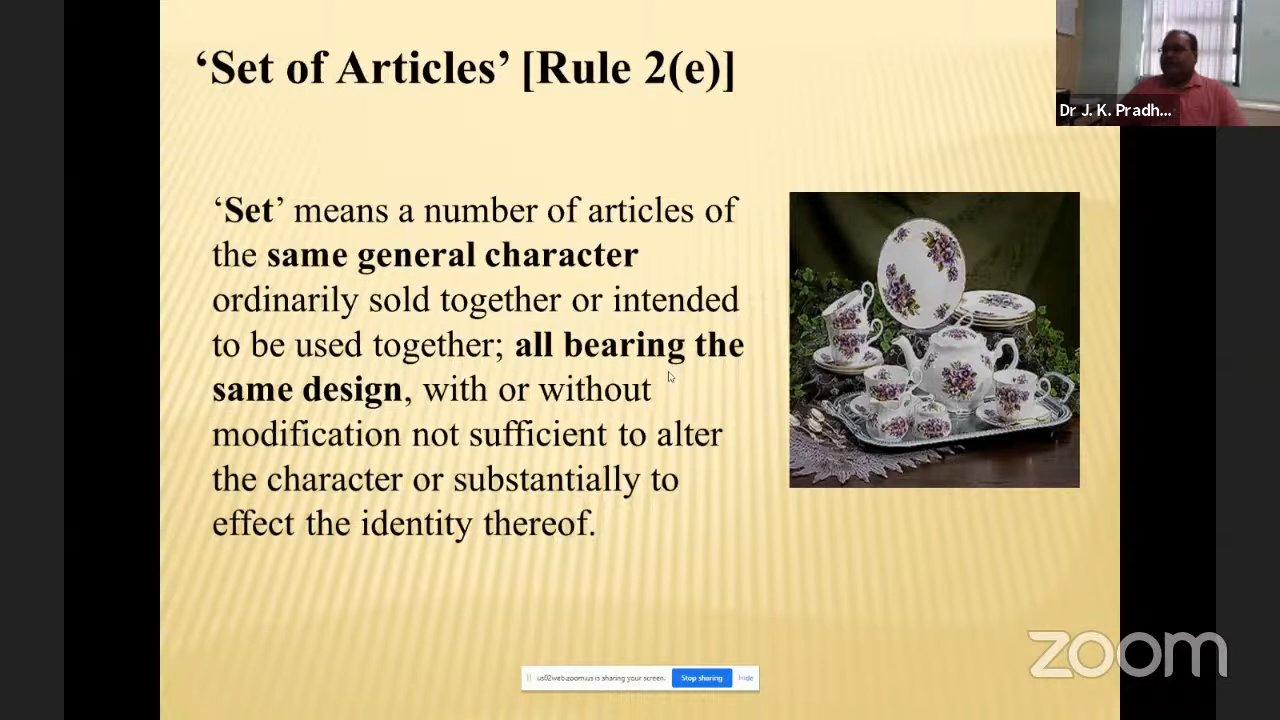 ‘Set of Articles’ [Rule 2(e)]
Dr J. K. Pradh...
‘Set’ means a number of articles of
the same general character
ordinarily sold together or intended
to be used together; all bearing the
same design, with or without
modification not sufficient to alter
the character or substantially to
effect the identity thereof.
zoom
us02web.zoom.us is sharing your screen.
Stop sharing
Hide